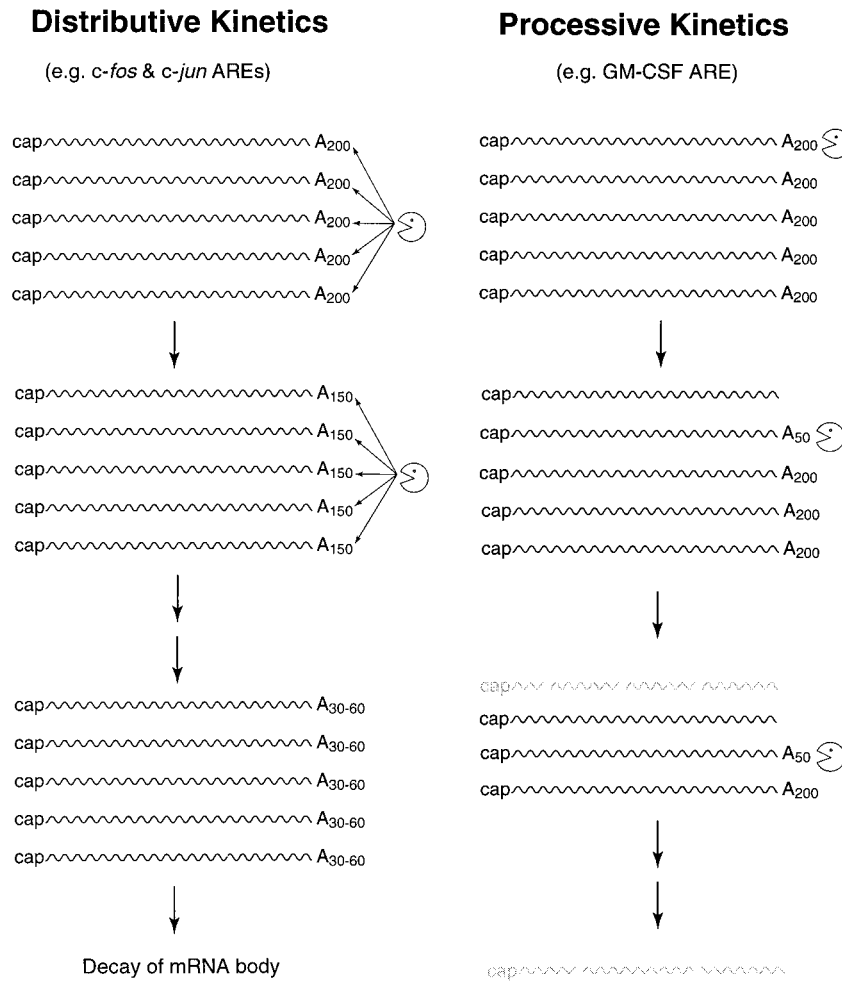 Distributive Kinetics
(e.g. c-fos & c-jun AREs)
cap A200
cap A200
cap A200
cap A200
cap A200
cap A150
cap A150
cap A150
cap A150
cap A150
cap A30-60
cap A30-60
cap A30-60
cap A30-60
cap A30-60
Decay of mRNA body
Processive Kinetics
(e.g. GM-CSF ARE)
cap A200
cap A200
cap A200
cap A200
cap A200
cap
cap A50
cap A200
cap A200
cap A200
cap
cap
cap A50
cap A200
cap